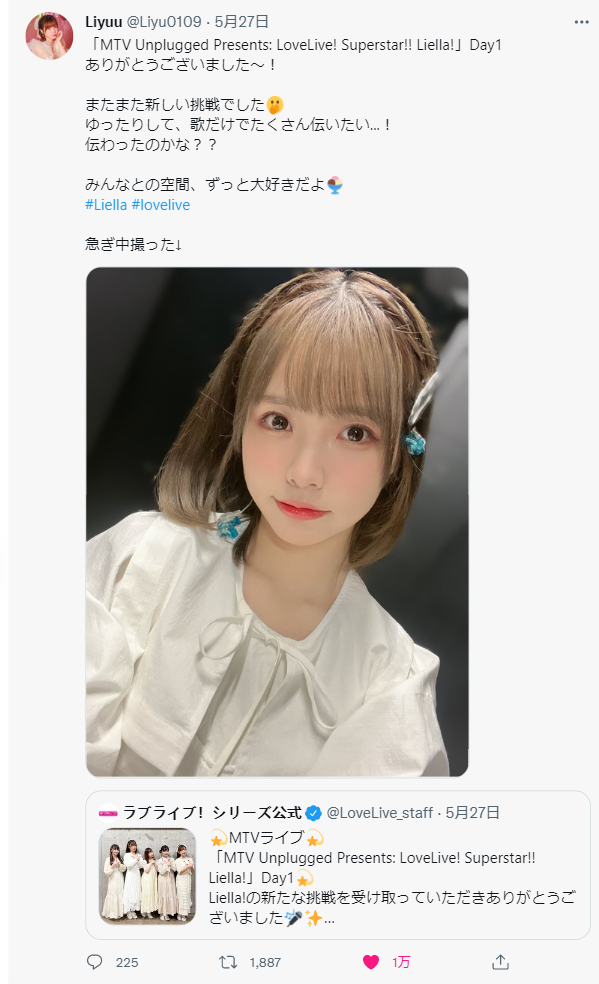 Liyuu @Liyu0109 · 5月27日
「MTV Unplugged Presents: LoveLive! Superstar!! Liella!」Day1
ありがとうございました～！
またまた新しい挑戦でした🫢
ゆったりして、歌だけでたくさん伝いたい...！
伝わったのかな？？
みんなとの空間、ずっと大好きだよ🍨
#Liella #lovelive
急ぎ中撮った↓
ラブライブ！シリーズ公式 @LoveLive_staff · 5月27日
💫MTVライブ💫
「MTV Unplugged Presents: LoveLive! Superstar!!
Liella!」Day1💫
Liella!の新たな挑戦を受け取っていただきありがとうご
ざいました🎤✨...
225 1,887 1万